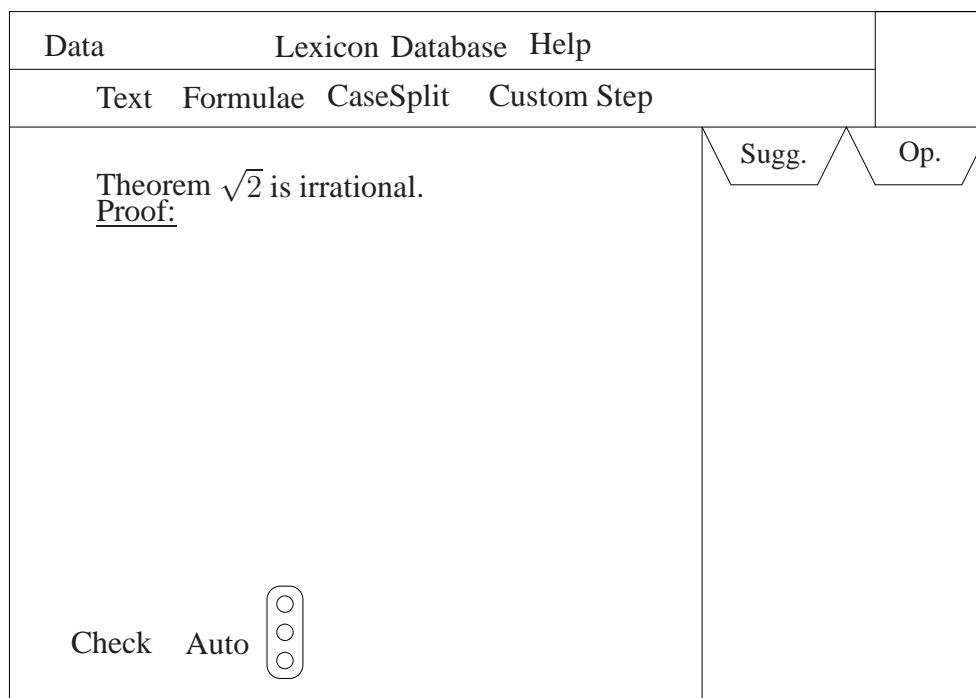 Data Lexicon Database Help
Text Formulae CaseSplit Custom Step
Sugg. Op.
Theorem √2 is irrational.
Proof:
Check Auto